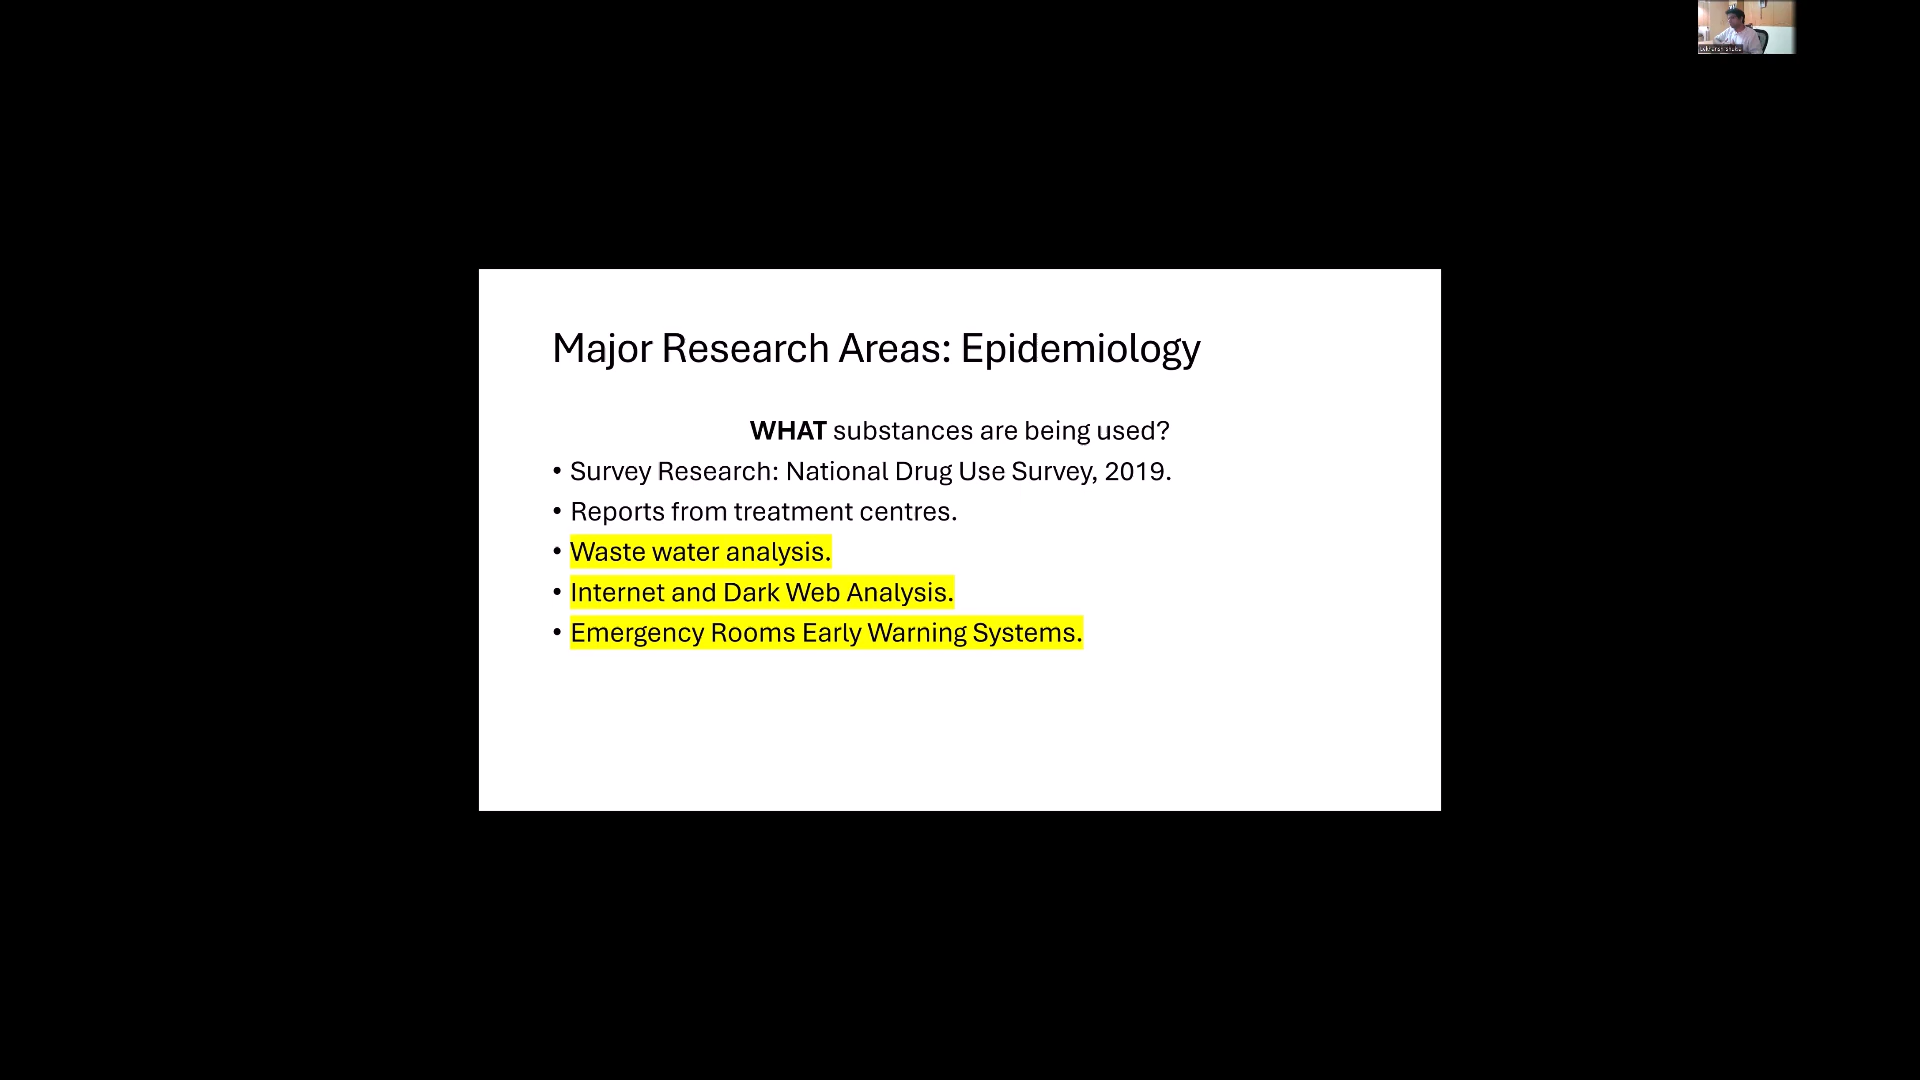 Major Research Areas: Epidemiology
WHAT substances are being used?
• Survey Research: National Drug Use Survey, 2019.
• Reports from treatment centres.
• Waste water analysis.
• Internet and Dark Web Analysis.
• Emergency Rooms Early Warning Systems.